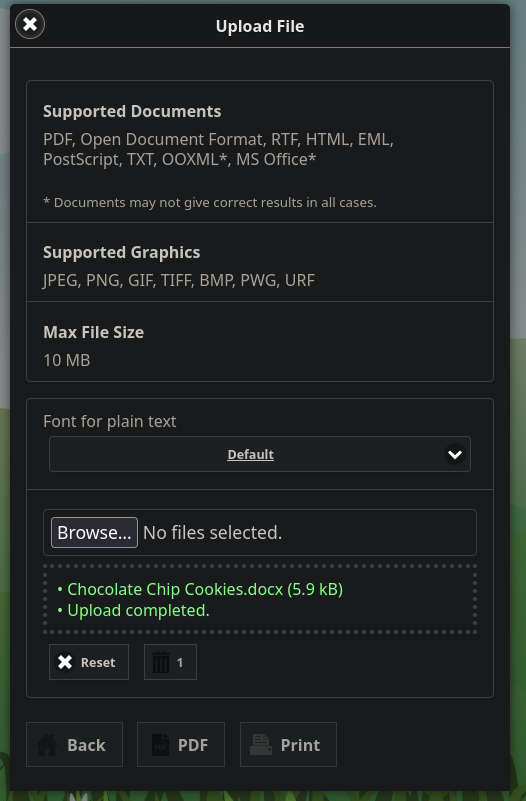 Upload File
Supported Documents
PDF, Open Document Format, RTF, HTML, EML,
PostScript, TXT, OOXML*, MS Office*
* Documents may not give correct results in all cases.
Supported Graphics
JPEG, PNG, GIF, TIFF, BMP, PWG, URF
Max File Size
10 MB
Font for plain text
Default
Browse... No files selected.
• Chocolate Chip Cookies.docx (5.9 kB)
• Upload completed.
Reset 1
Back PDF PDF Print